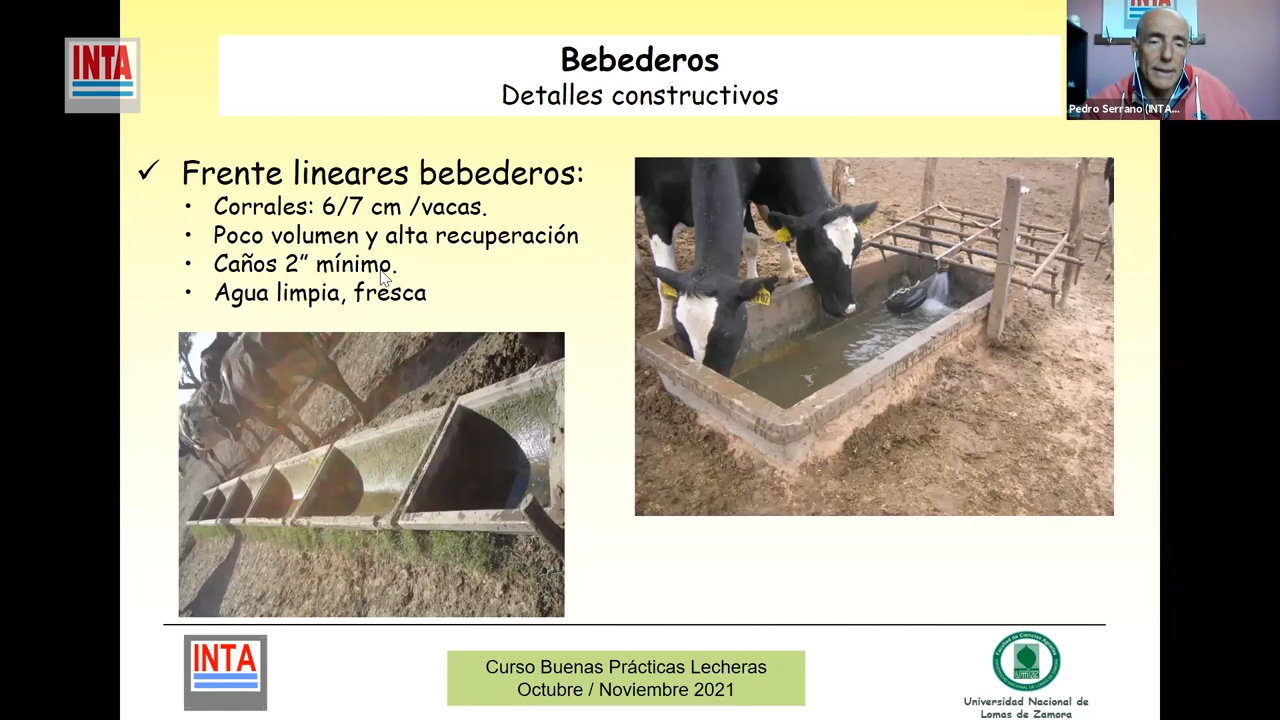 INTA
Bebederos
Detalles constructivos
Pedro Serrano (INTA...
✓ Frente lineares bebederos:
• Corrales: 6/7 cm /vacas.
• Poco volumen y alta recuperación
• Caños 2” mínimo.
• Agua limpia, fresca
INTA
Curso Buenas Prácticas Lecheras
Octubre / Noviembre 2021
Universidad Nacional de
Lomas de Zamora